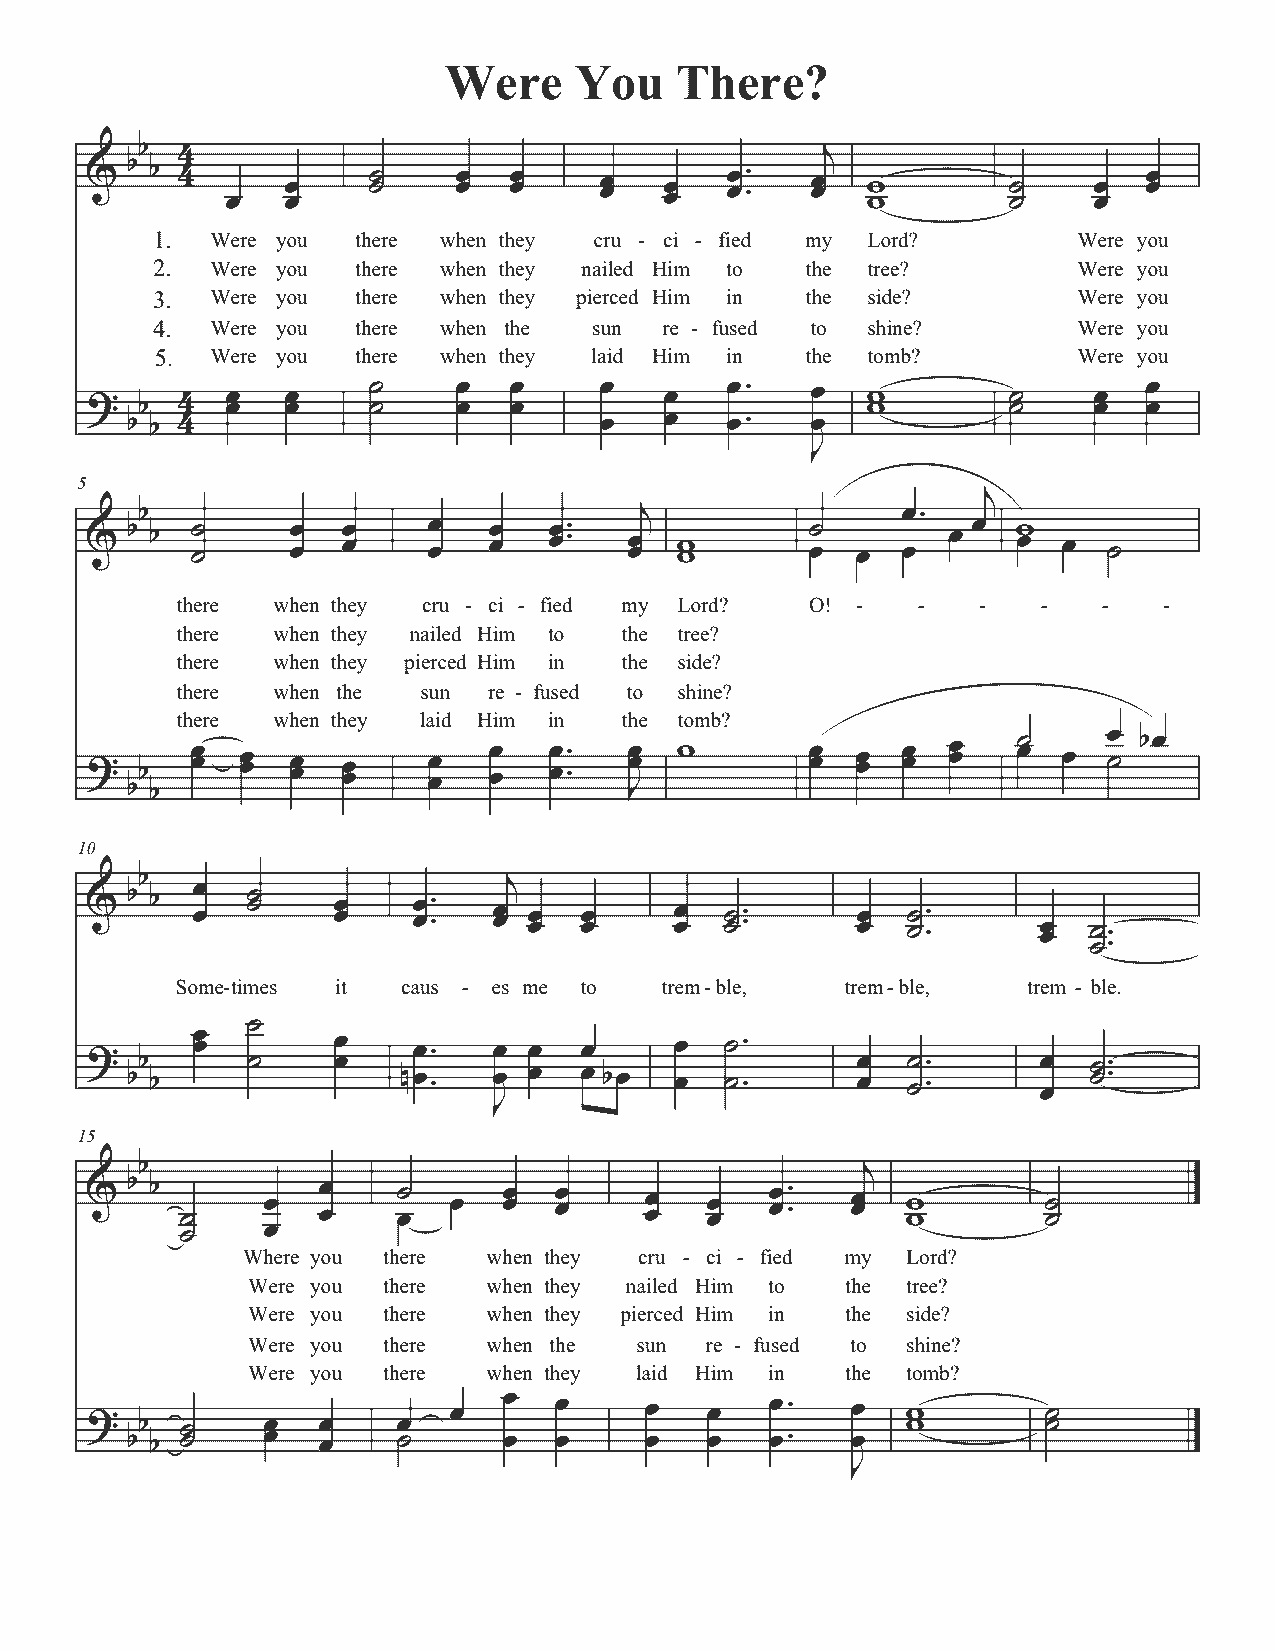 Were You There?
4
4
1. Were you there when they cru - ci - fied my Lord? Were you
2. Were you there when they nailed Him to the tree? Were you
3. Were you there when they pierced Him in the side? Were you
4. Were you there when the sun re - fused to shine? Were you
5. Were you there when they laid Him in the tomb? Were you
4
4
5
there when they cru - ci - fied my Lord? O! - - - - - -
there when they nailed Him to the tree?
there when they pierced Him in the side?
there when the sun re - fused to shine?
there when they laid Him in the tomb?
10
Some-times it caus - es me to trem - ble, trem - ble, trem - ble.
15
Where you there when they cru - ci - fied my Lord?
Were you there when they nailed Him to the tree?
Were you there when they pierced Him in the side?
Were you there when the sun re - fused to shine?
Were you there when they laid Him in the tomb?